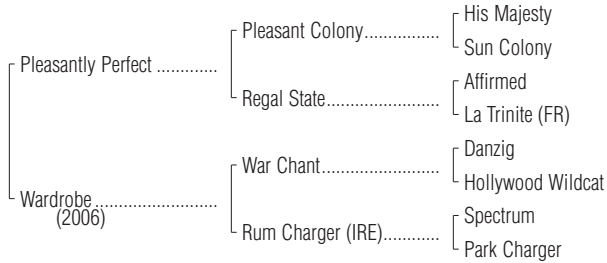 His Majesty
Pleasant Colony..................
Sun Colony
Pleasantly Perfect ............
Affirmed
Regal State........................
La Trinite (FR)
Danzig
War Chant.........................
Hollywood Wildcat
Wardrobe.........................
(2006)
Spectrum
Rum Charger (IRE)............
Park Charger